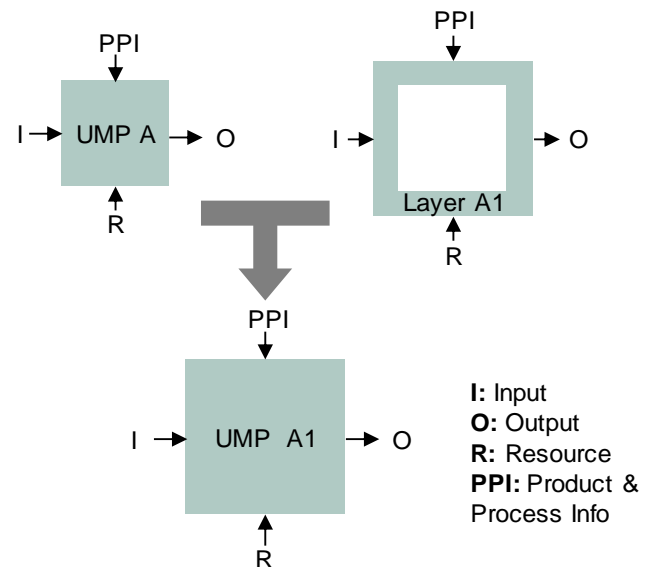 PPI
I
UMP A
O
R
PPI
I
O
Layer A1
R
PPI
I
UMP A1
O
R
I: Input
O: Output
R: Resource
PPI: Product &
Process Info